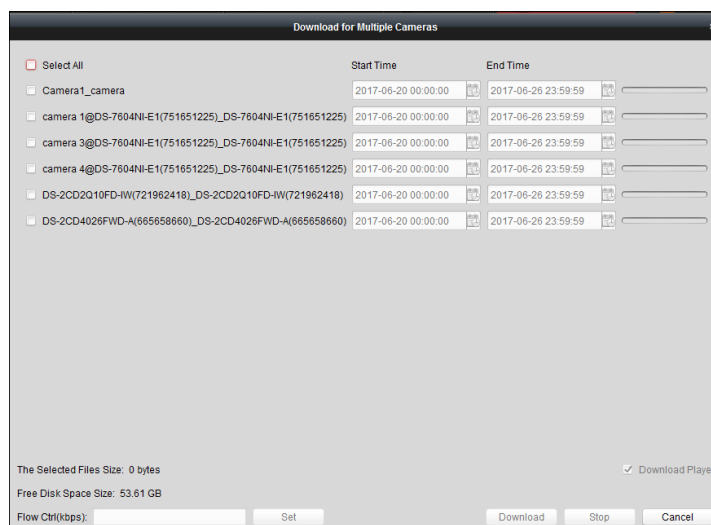 Download for Multiple Cameras
Select All Start Time End Time
Camera1_camera 2017-06-20 00:00:00 2017-06-26 23:59:59
camera 1@DS-7604NI-E1(751651225)_DS-7604NI-E1(751651225) 2017-06-20 00:00:00 2017-06-26 23:59:59
camera 3@DS-7604NI-E1(751651225)_DS-7604NI-E1(751651225) 2017-06-20 00:00:00 2017-06-26 23:59:59
camera 4@DS-7604NI-E1(751651225)_DS-7604NI-E1(751651225) 2017-06-20 00:00:00 2017-06-26 23:59:59
DS-2CD2Q10FD-IW(721962418)_DS-2CD2Q10FD-IW(721962418) 2017-06-20 00:00:00 2017-06-26 23:59:59
DS-2CD4026FWD-A(665658660)_DS-2CD4026FWD-A(665658660) 2017-06-20 00:00:00 2017-06-26 23:59:59
The Selected Files Size: 0 bytes Download Playe
Free Disk Space Size: 53.61 GB
Flow Ctrl(kbps): Set Download Stop Cancel